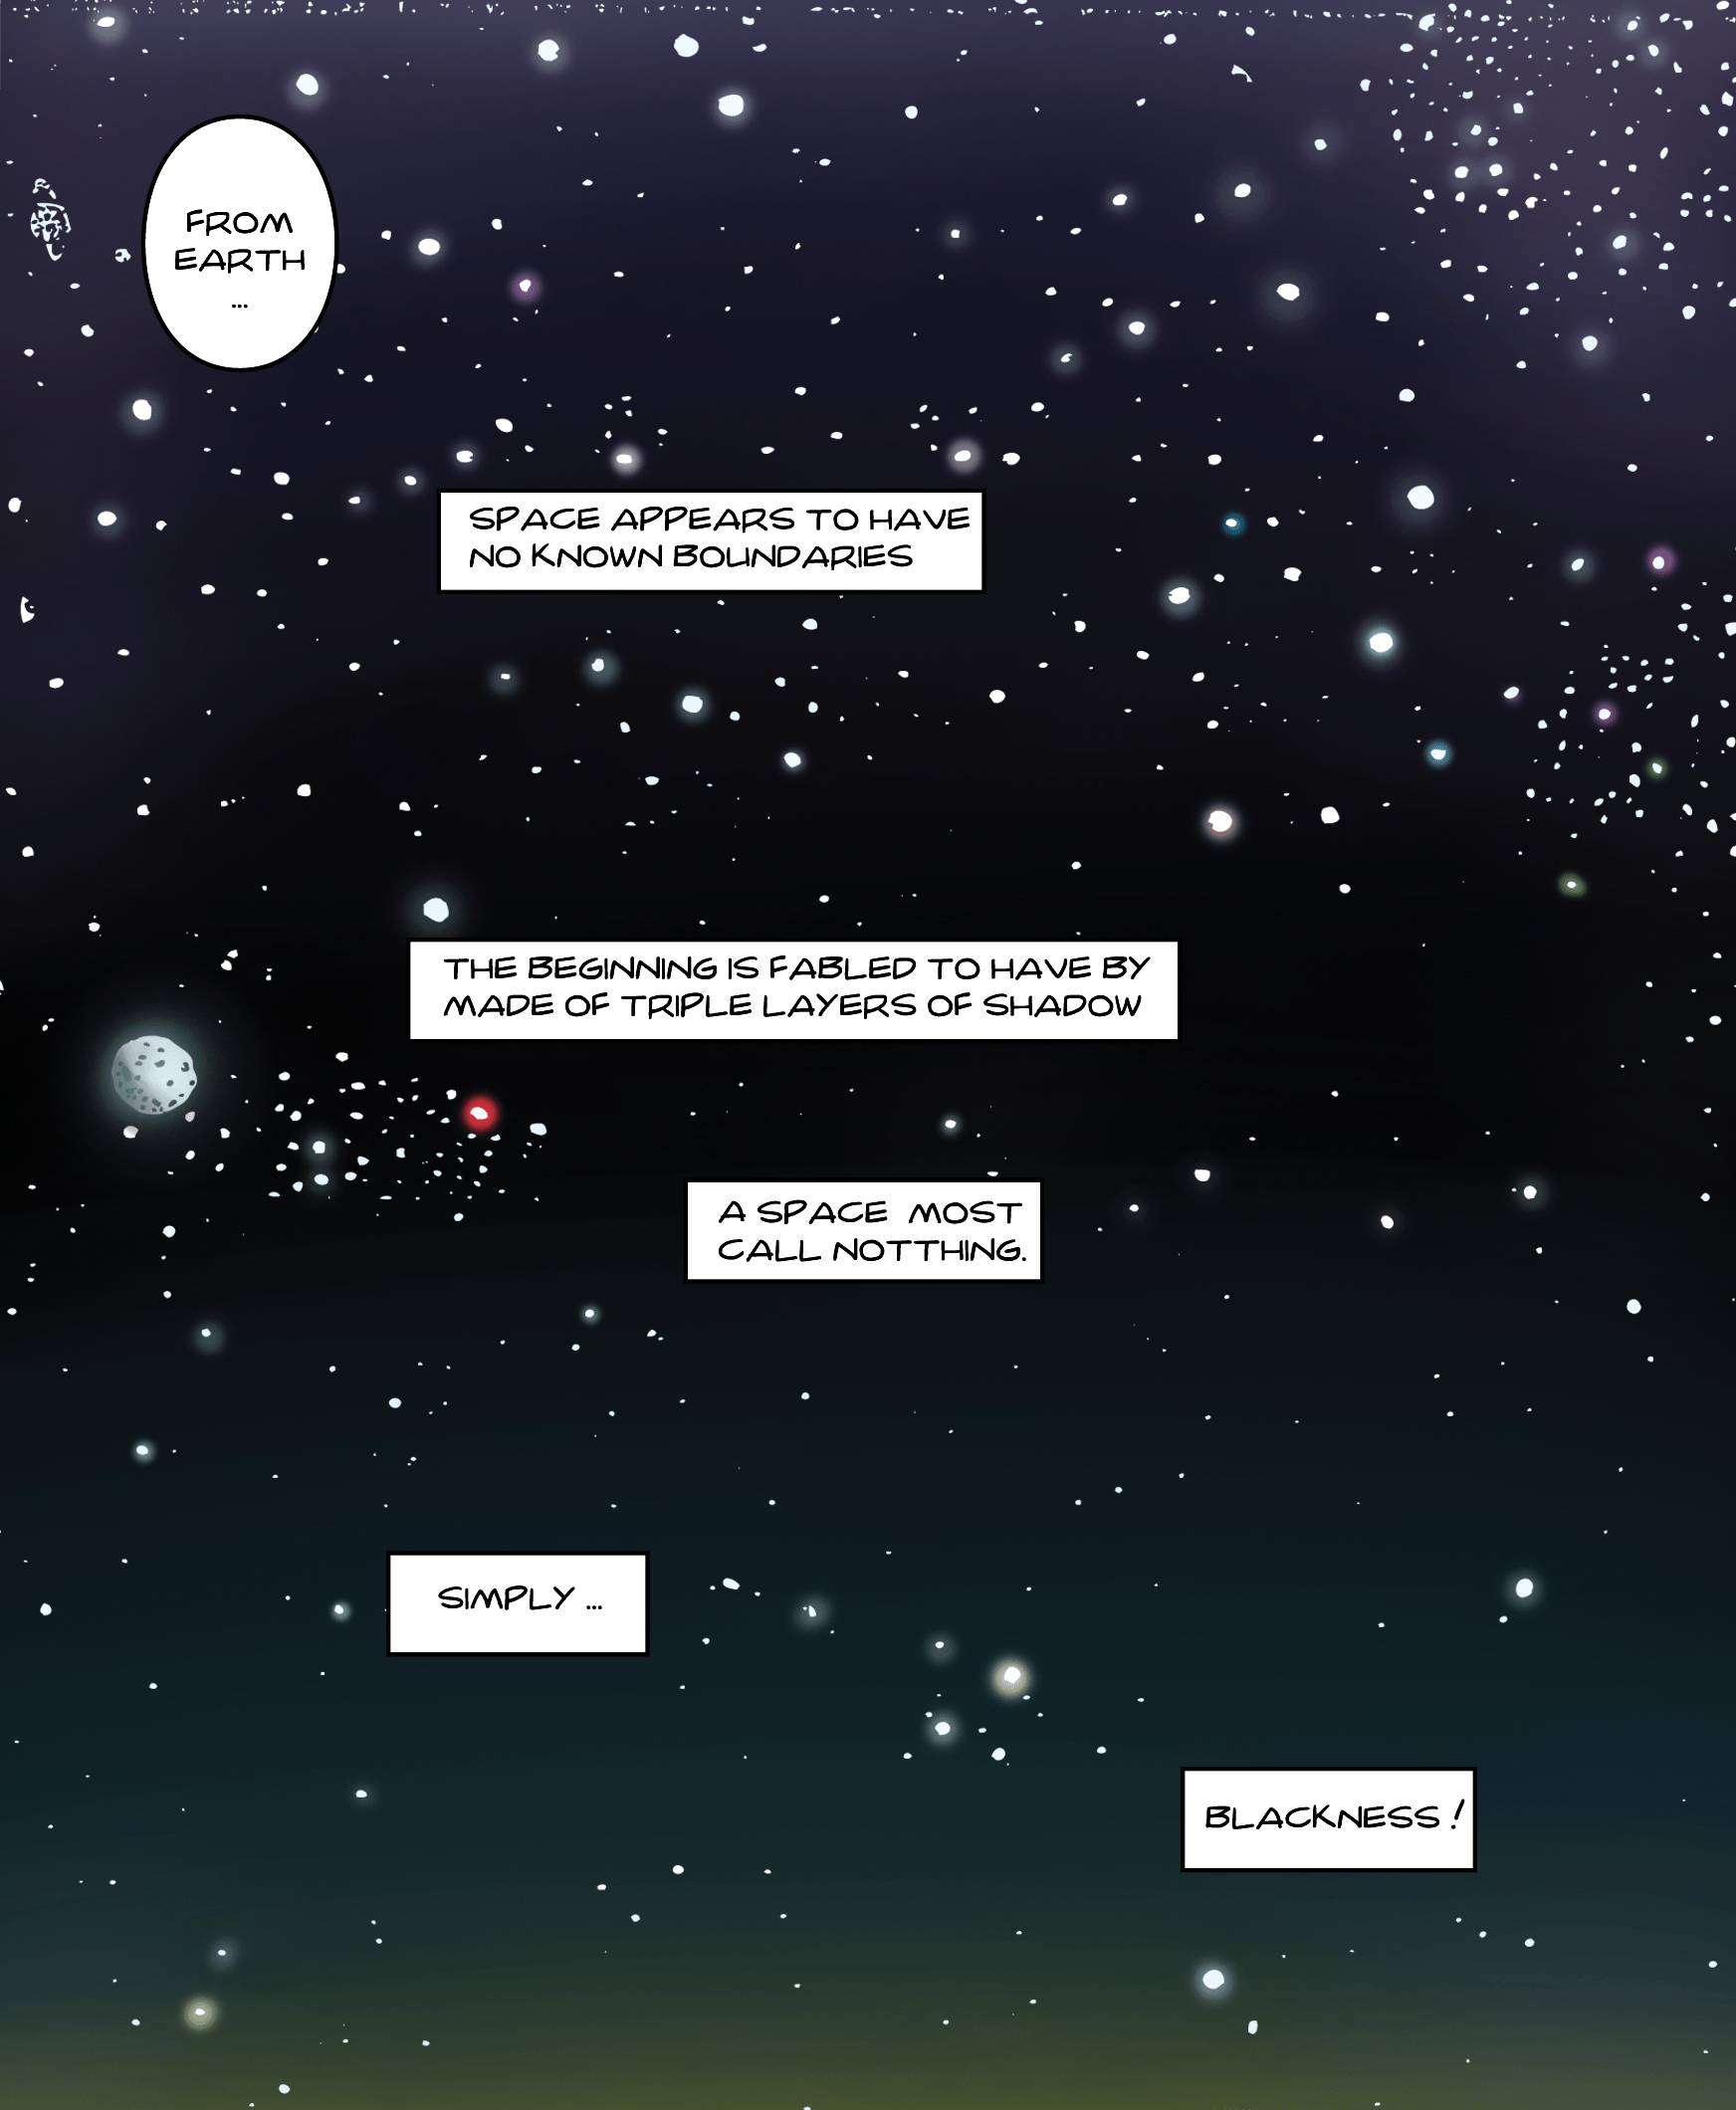 FROM
EARTH
...
SPACE APPEARS TO HAVE
NO KNOWN BOUNDARIES
THE BEGINNING IS FABLED TO HAVE BY
MADE OF TRIPLE LAYERS OF SHADOW
A SPACE MOST
CALL NOTTHING.
SIMPLY ...
BLACKNESS !